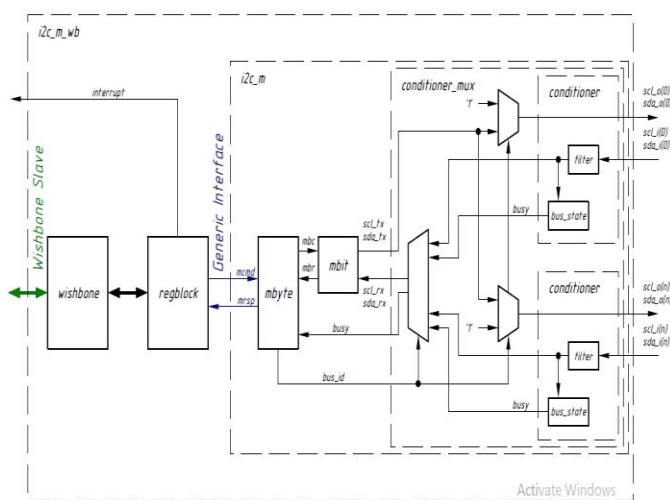 i2c_m_wb
i2c_m
conditioner_mux
conditioner
interrupt
'1'
scl_o(0)
sda_o(0)
scl_i(0)
sda_i(0)
filter
bus_state
busy
Wishbone Slave
Generic Interface
wishbone
regblock
mcmd
mrsp
mbyte
mbc
mbr
mbit
scl_tx
sda_tx
scl_rx
sda_rx
busy
bus_id
conditioner
'1'
scl_o(n)
sda_o(n)
scl_i(n)
sda_i(n)
filter
bus_state
busy
Activate Windows